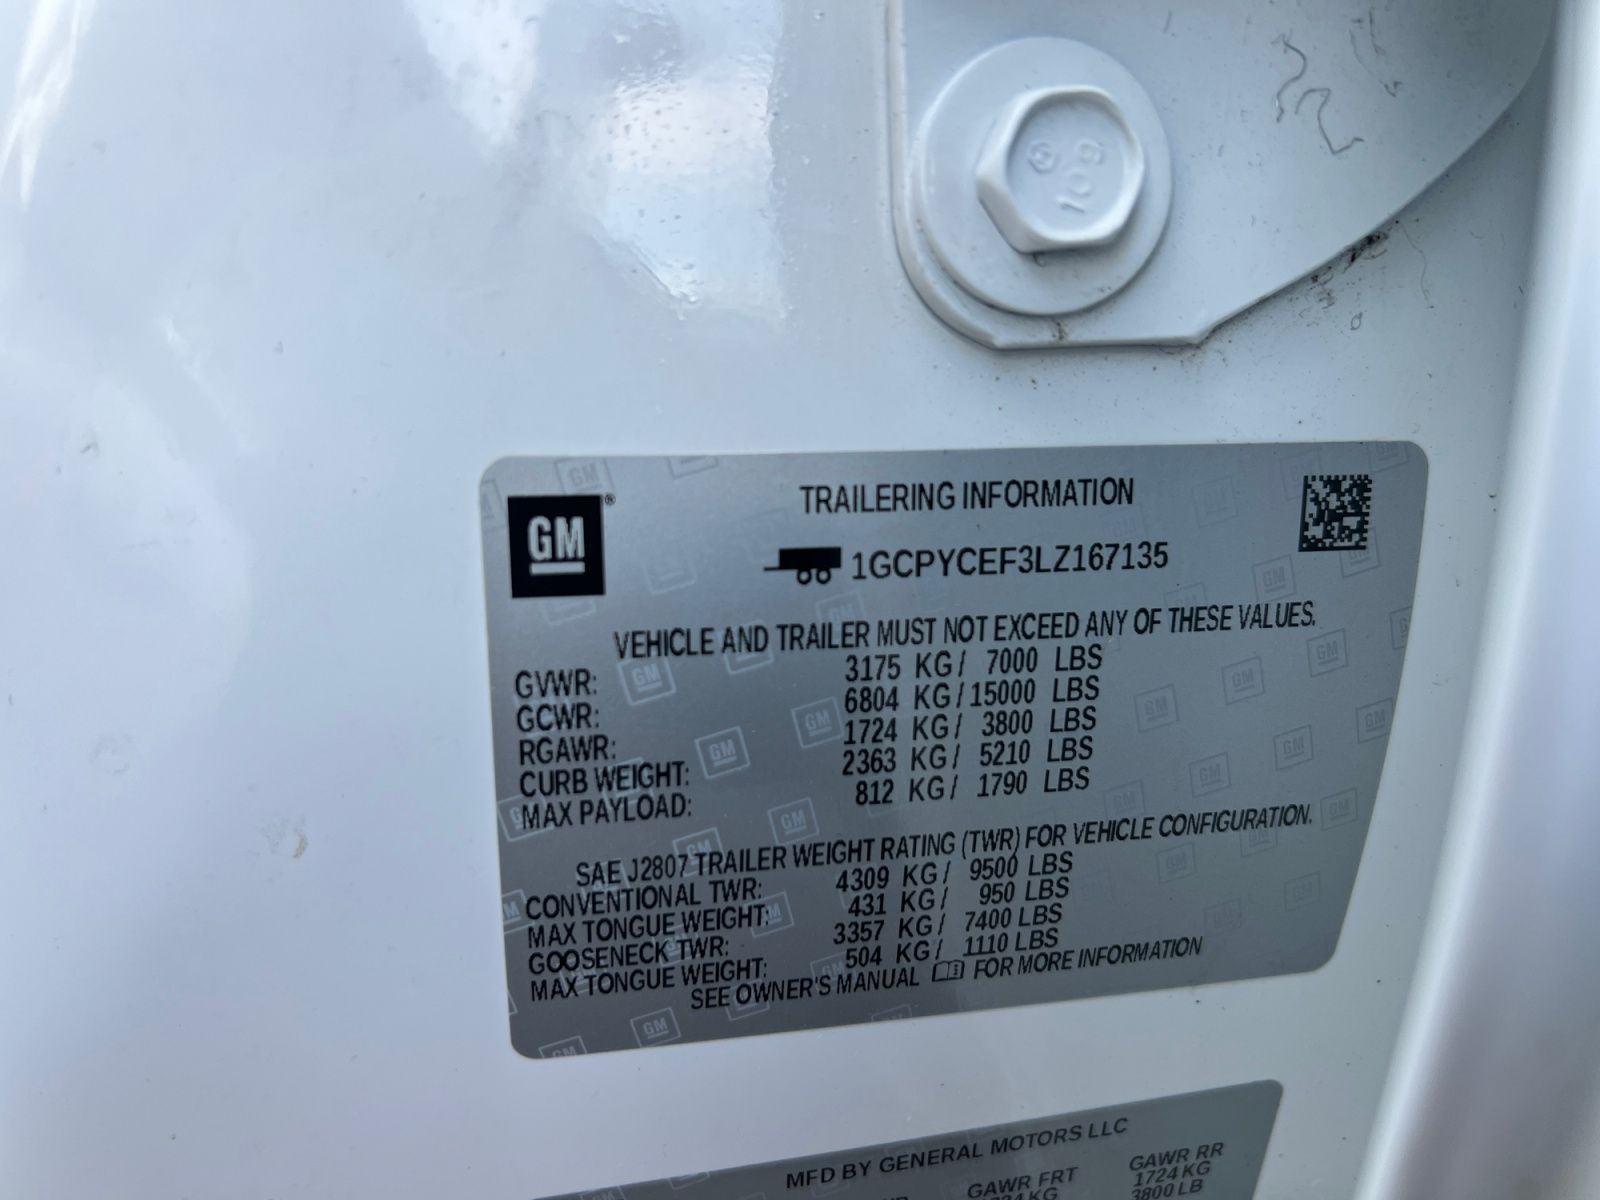 109
GM ®
TRAILERING INFORMATION
1GCPYCEF3LZ167135
VEHICLE AND TRAILER MUST NOT EXCEED ANY OF THESE VALUES.
GVWR: 3175 KG / 7000 LBS
GCWR: 6804 KG / 15000 LBS
RGAWR: 1724 KG / 3800 LBS
CURB WEIGHT: 2363 KG / 5210 LBS
MAX PAYLOAD: 812 KG / 1790 LBS
SAE J2807 TRAILER WEIGHT RATING (TWR) FOR VEHICLE CONFIGURATION.
CONVENTIONAL TWR: 4309 KG / 9500 LBS
MAX TONGUE WEIGHT: 431 KG / 950 LBS
GOOSENECK TWR: 3357 KG / 7400 LBS
MAX TONGUE WEIGHT: 504 KG / 1110 LBS
SEE OWNER'S MANUAL FOR MORE INFORMATION
MFD BY GENERAL MOTORS LLC
GAWR FRT GAWR RR
KG 1724 KG
3800 LB